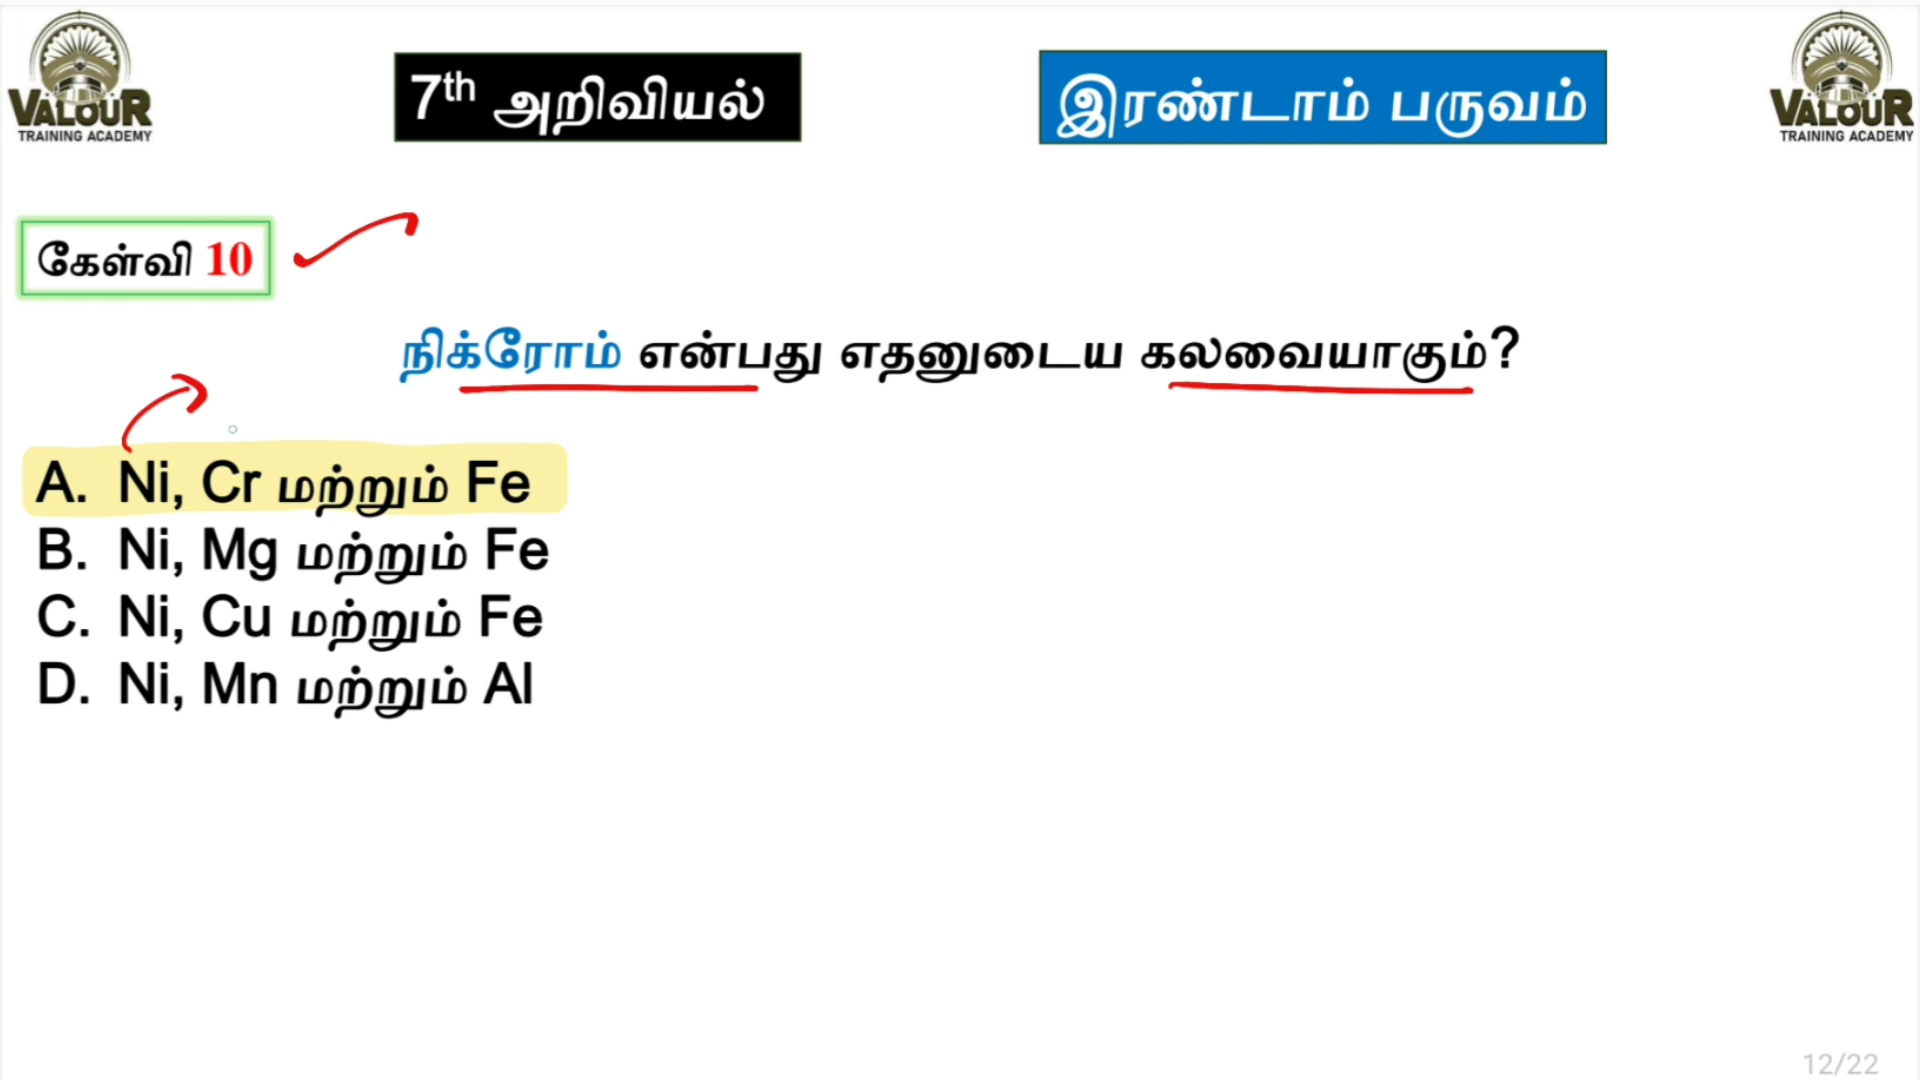 VALOUR
TRAINING ACADEMY
7th அறிவியல்
இரண்டாம் பருவம்
VALOUR
TRAINING ACADEMY
கேள்வி 10
நிக்ரோம் என்பது எதனுடைய கலவையாகும்?
A. Ni, Cr மற்றும் Fe
B. Ni, Mg மற்றும் Fe
C. Ni, Cu மற்றும் Fe
D. Ni, Mn மற்றும் Al
12/22